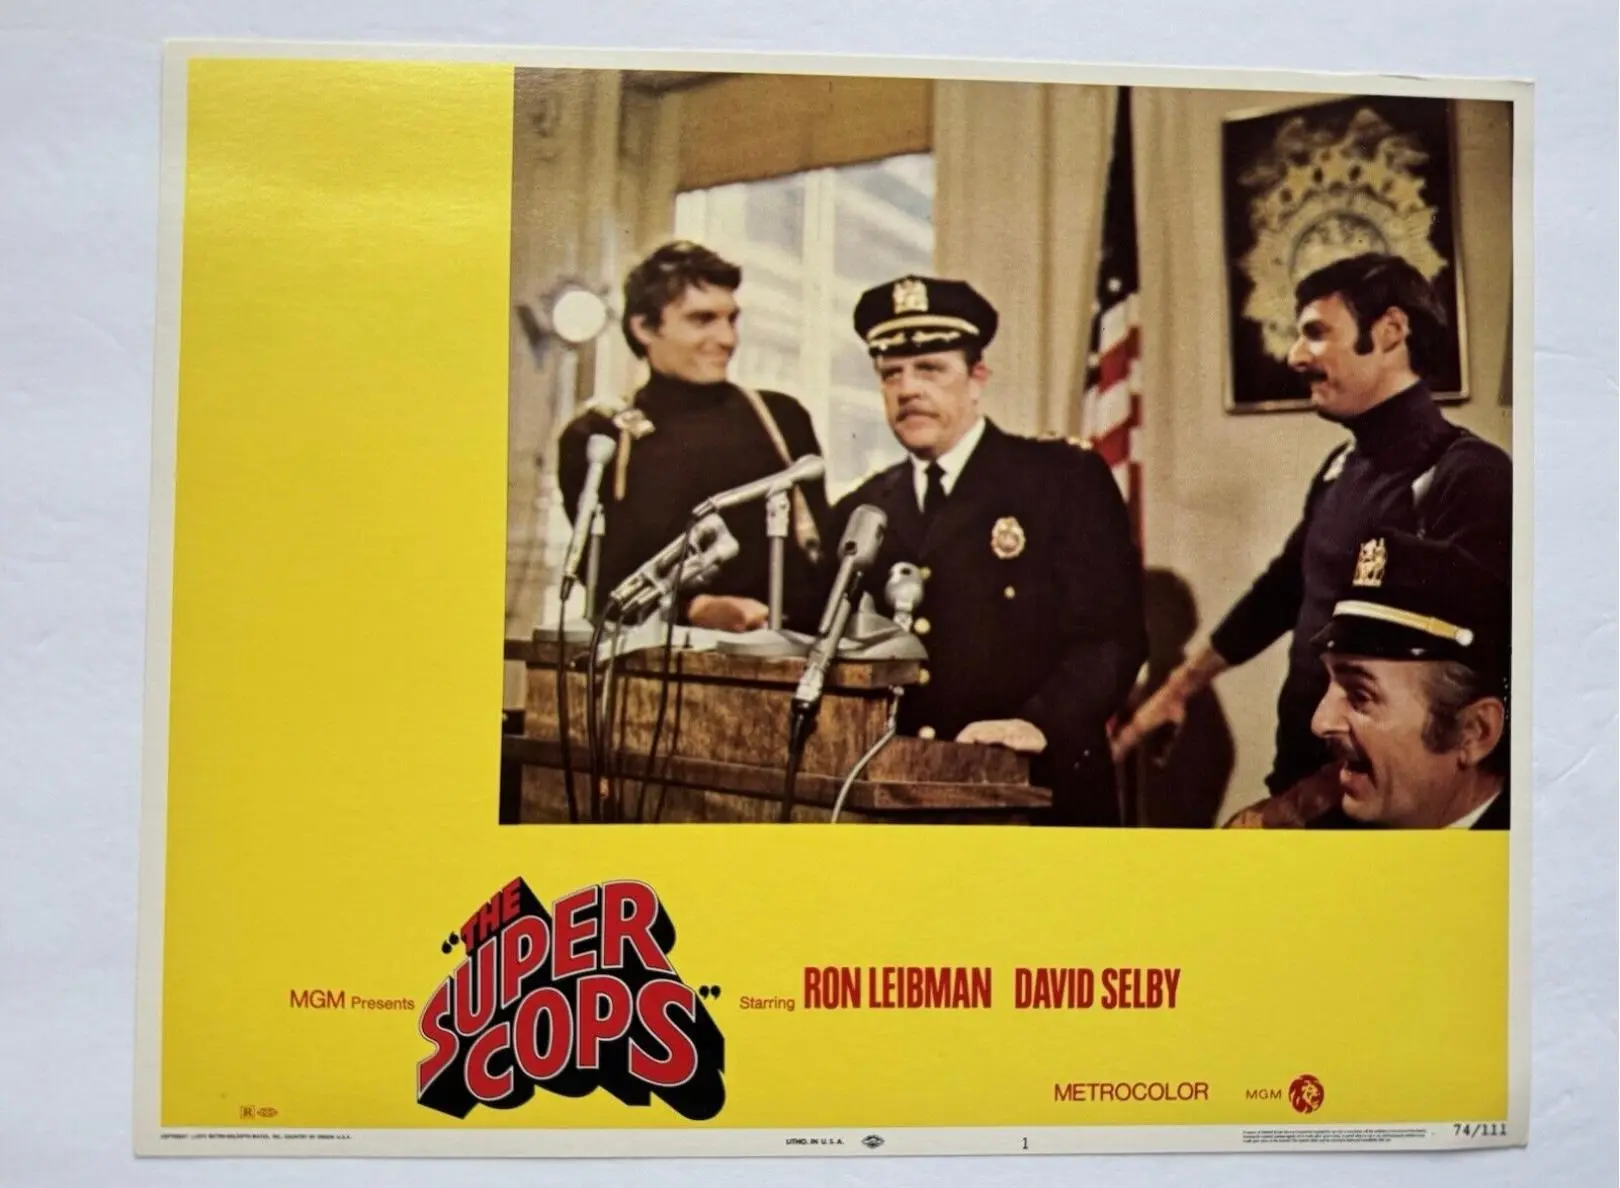 MGM Presents
“THE
SUPER
COPS”
Starring RON LEIBMAN DAVID SELBY
METROCOLOR
MGM
R
LITHO. IN U.S.A.
1
74/111